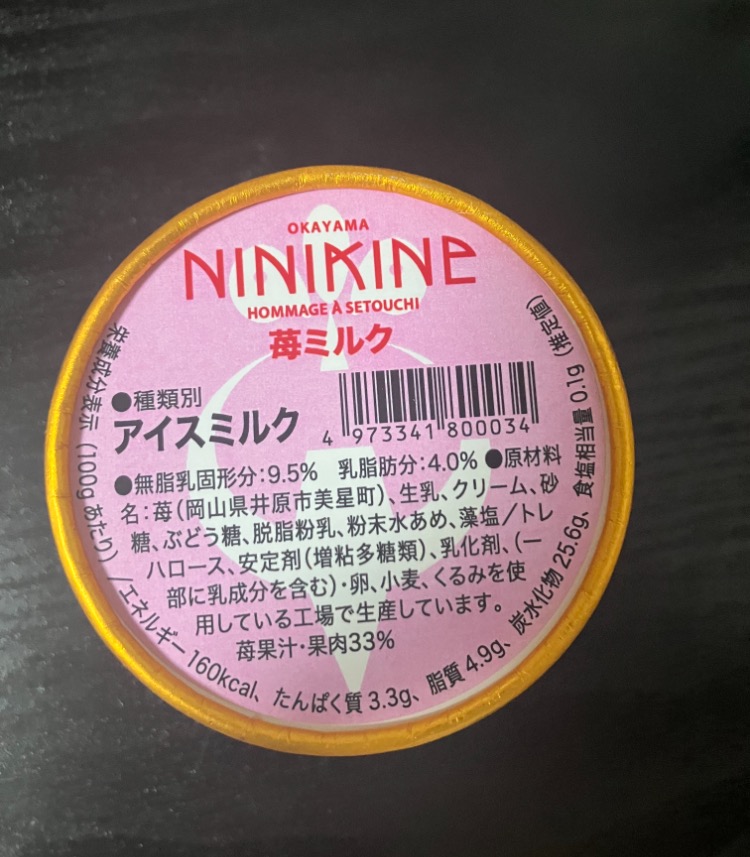 OKAYAMA
NINIKINE
HOMMAGE À SETOUCHI
苺ミルク
●種類別
アイスミルク
4 973341 800034
●無脂乳固形分:9.5% 乳脂肪分:4.0% ●原材料
名:苺(岡山県井原市美星町)、生乳、クリーム、砂
糖、ぶどう糖、脱脂粉乳、粉末水あめ、藻塩/トレ
ハロース、安定剤(増粘多糖類)、乳化剤、(一
部に乳成分を含む)・卵、小麦、くるみを使
用している工場で生産しています。
苺果汁・果肉33%
栄養成分表示(100gあたり)/エネルギー160kcal、たんぱく質3.3g、脂質4.9g、炭水化物25.6g、食塩相当量0.1g(推定値)